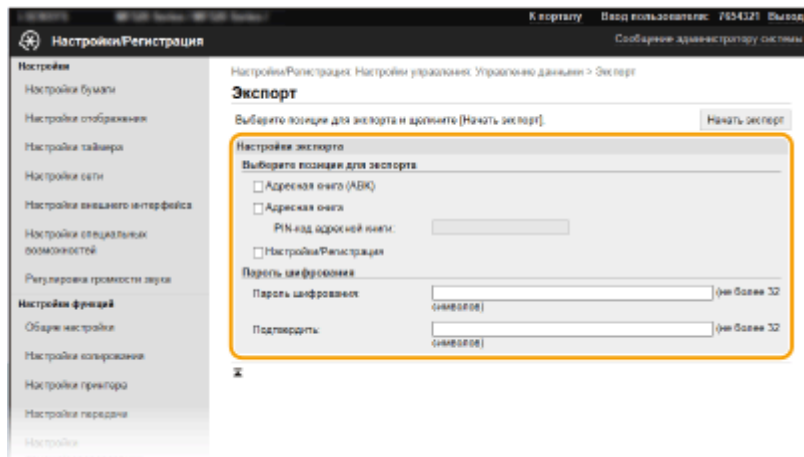 К порталу Ввод пользователя: 7654321 Выход
Настройки/Регистрация
Сообщение администратору системы
Настройки
Настройки бумаги
Настройки отображения
Настройки таймера
Настройки сети
Настройки внешнего интерфейса
Настройки специальных
возможностей
Регулировка громкости звука
Настройки функций
Общие настройки
Настройки копирования
Настройки принтера
Настройки передачи
Настройки
Настройки/Регистрация: Настройки управления: Управление данными > Экспорт
Экспорт
Выберите позиции для экспорта и щелкните [Начать экспорт].
Начать экспорт
Настройки экспорта
Выберите позиции для экспорта
Адресная книга (ABK)
Адресная книга
PIN-код адресной книги:
Настройки/Регистрация
Пароль шифрования
Пароль шифрования: (не более 32
символов)
Подтвердить: (не более 32
символов)